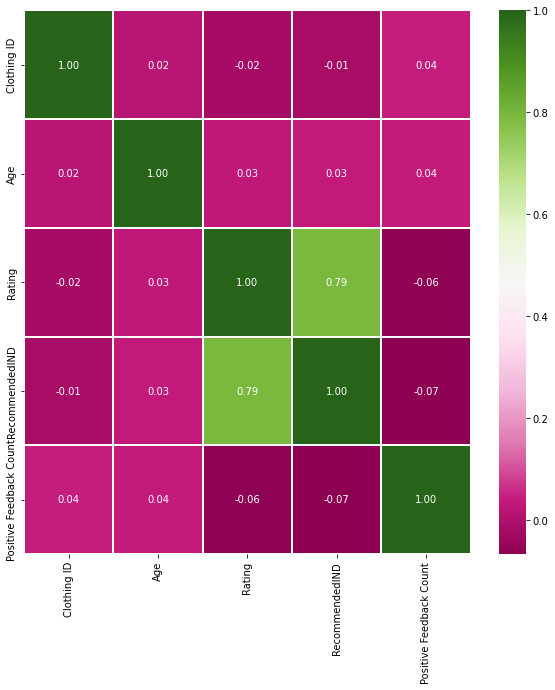 Clothing ID
1.00 0.02 -0.02 -0.01 0.04
Age
0.02 1.00 0.03 0.03 0.04
Rating
-0.02 0.03 1.00 0.79 -0.06
RecommendedIND
-0.01 0.03 0.79 1.00 -0.07
Positive Feedback Count
0.04 0.04 -0.06 -0.07 1.00
Clothing ID
Age
Rating
RecommendedIND
Positive Feedback Count
1.0
0.8
0.6
0.4
0.2
0.0